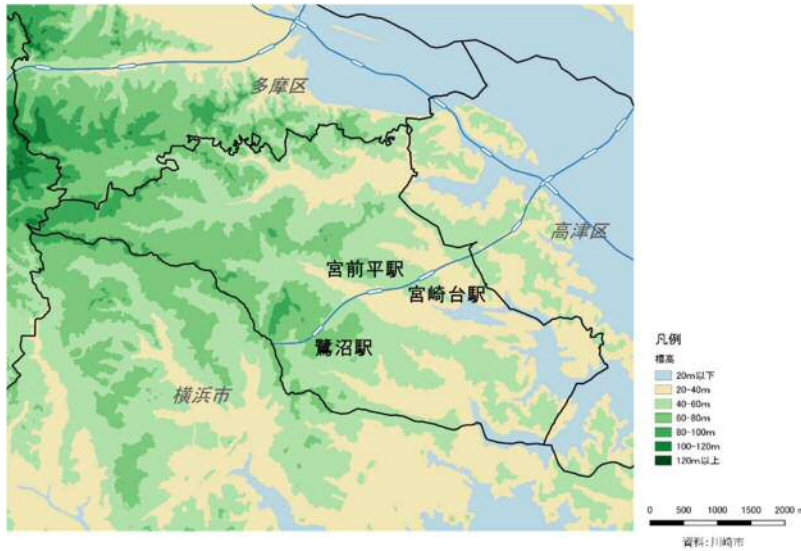 多摩区
高津区
宮前平駅
宮崎台駅
鷺沼駅
横浜市
凡例
標高
20m以下
20-40m
40-60m
60-80m
80-100m
100-120m
120m以上
0 500 1000 1500 2000 m
資料:川崎市